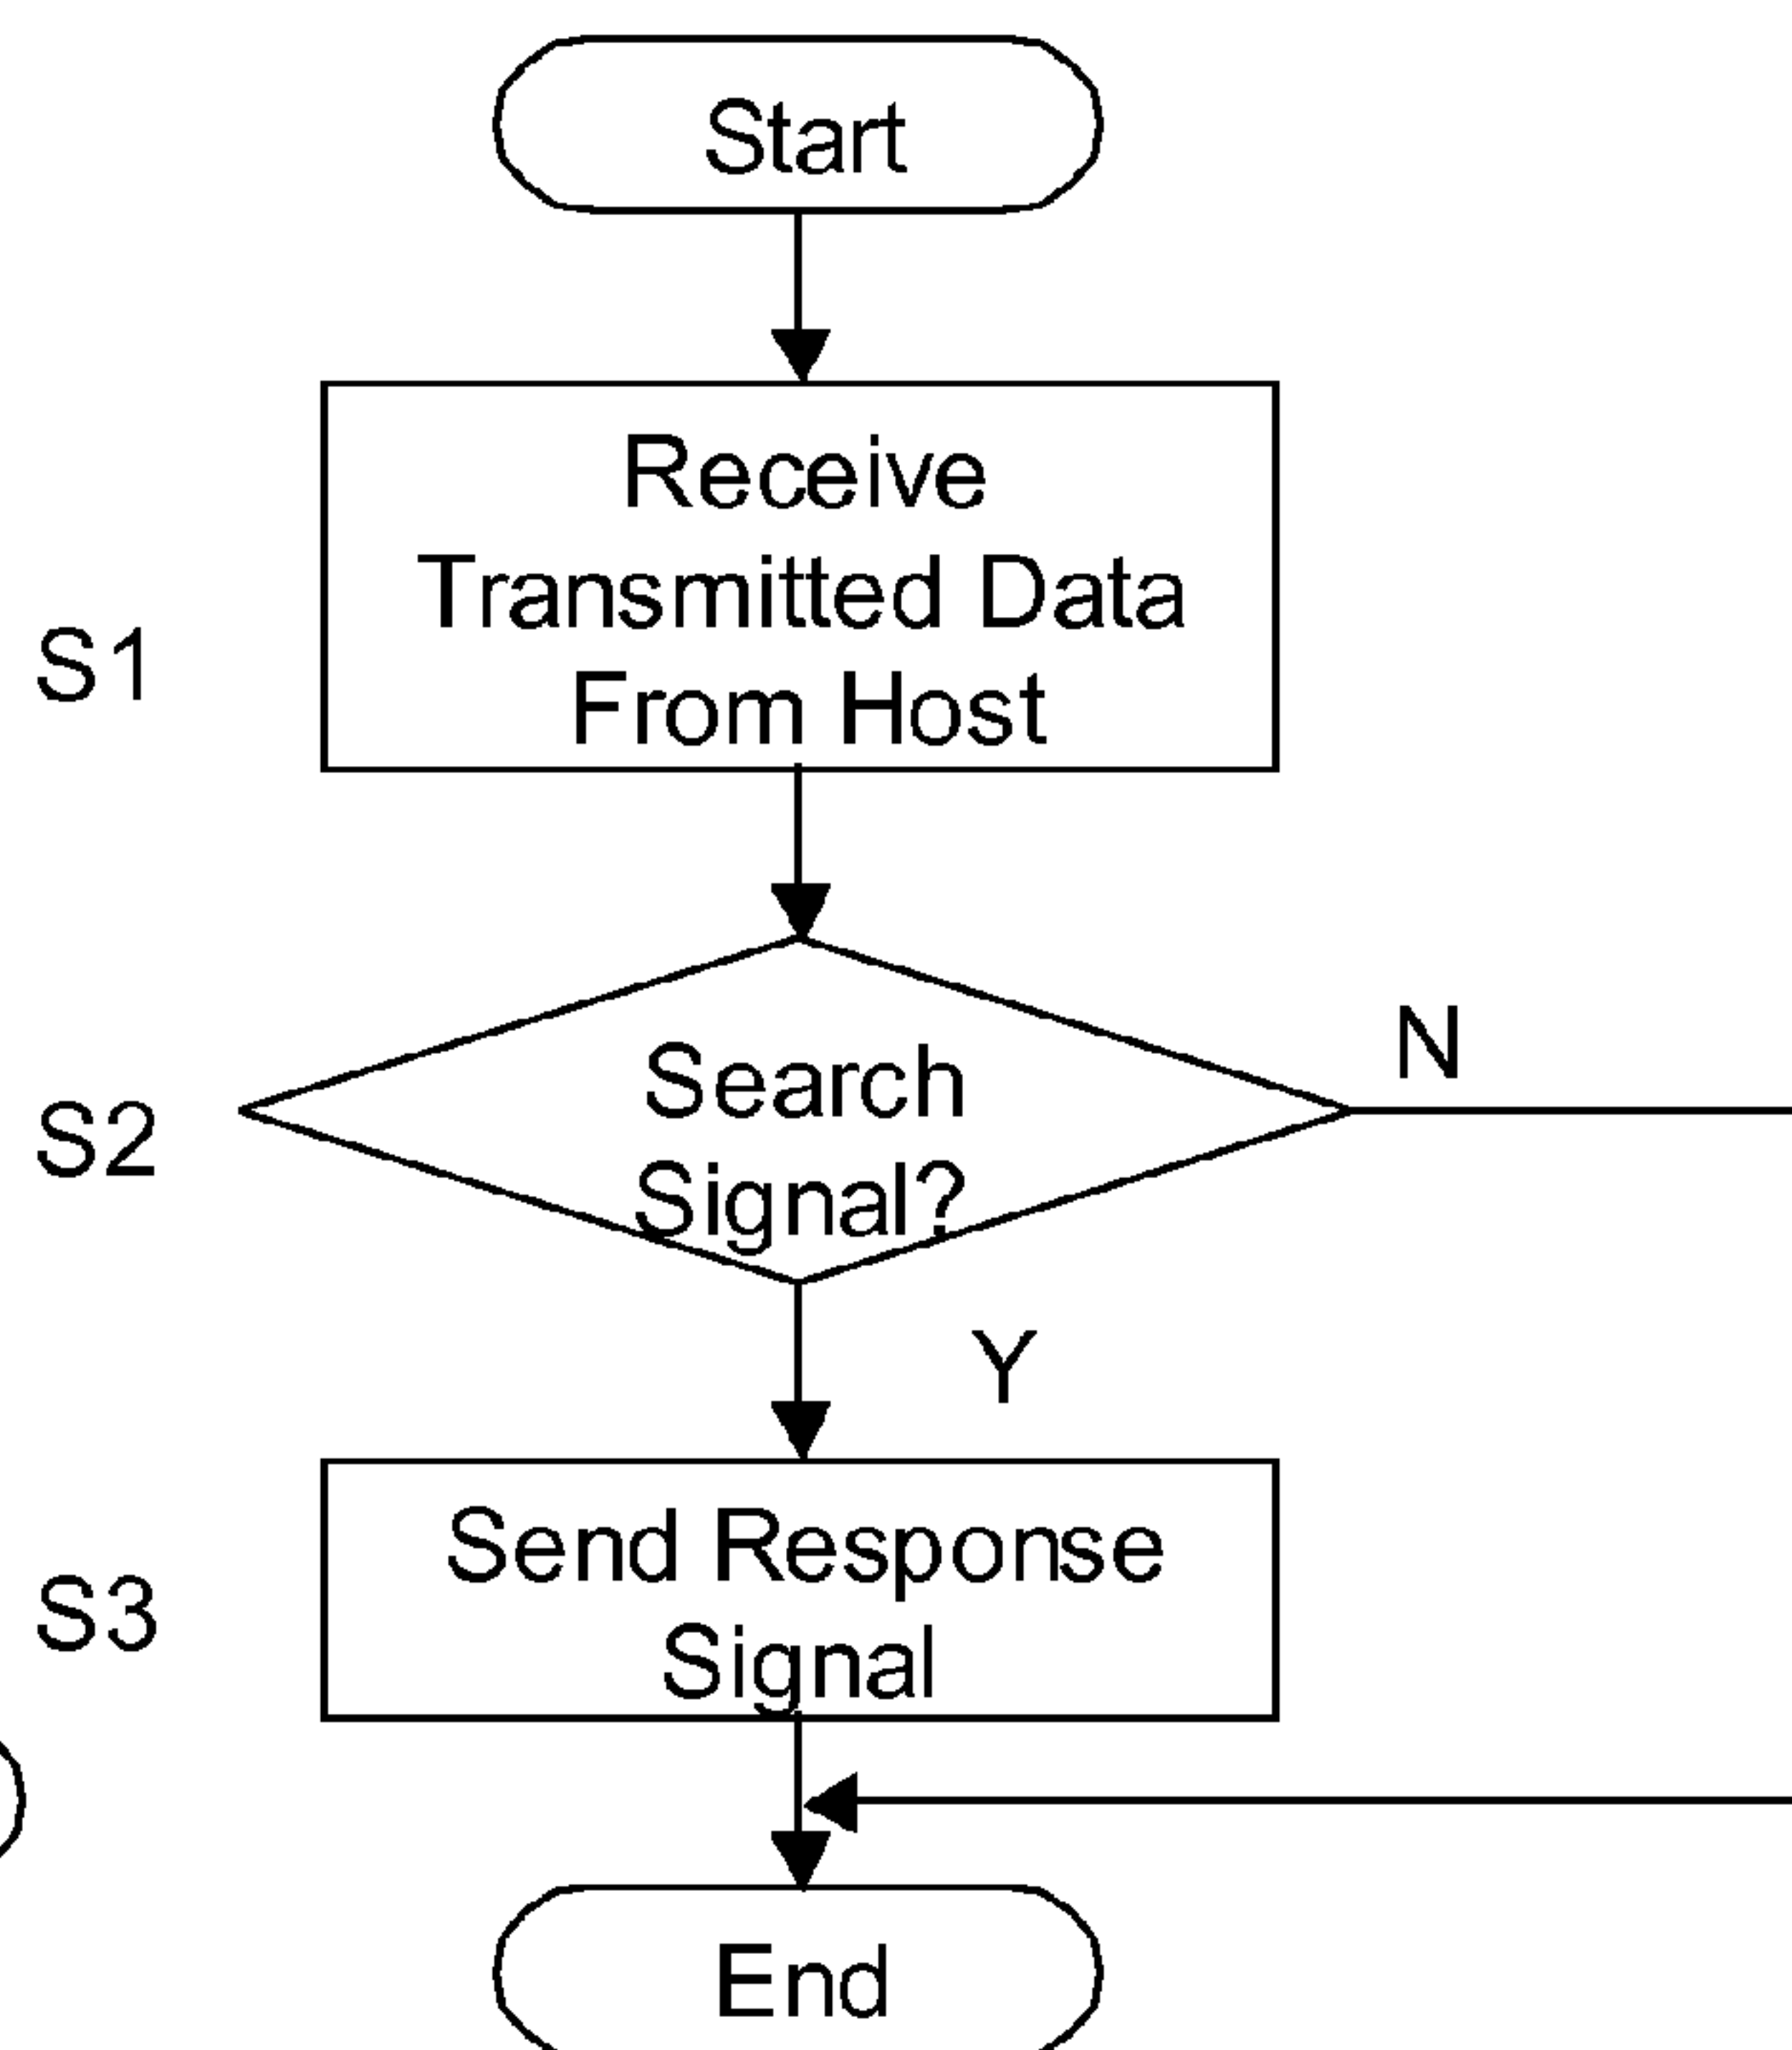 Start
Receive
Transmitted Data
From Host
S1
Search
Signal?
N
S2
Y
Send Response
Signal
S3
End